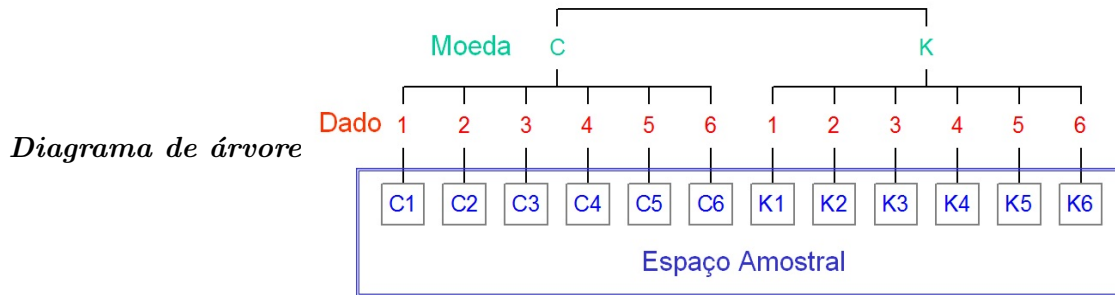 Moeda C K
Dado 1 2 3 4 5 6 1 2 3 4 5 6
Diagrama de árvore
C1 C2 C3 C4 C5 C6 K1 K2 K3 K4 K5 K6
Espaço Amostral